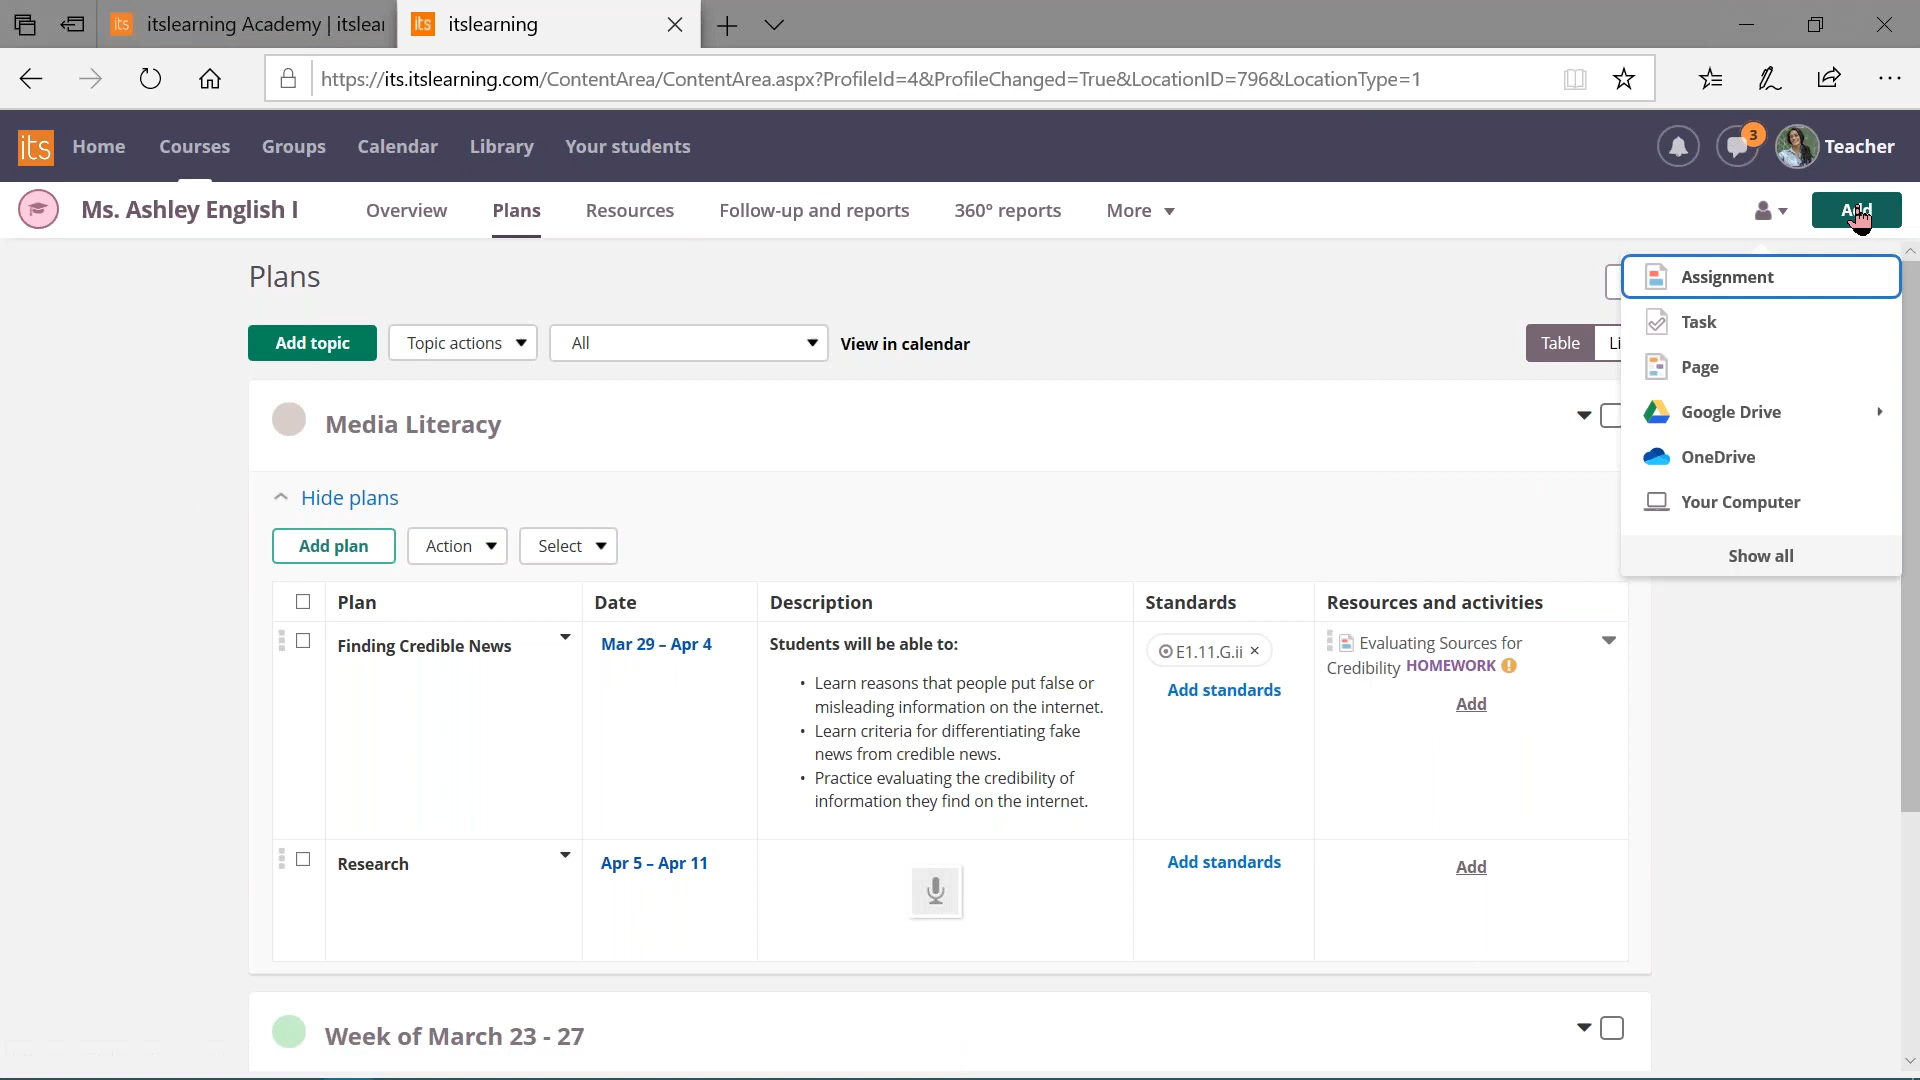 its itslearning Academy | itslear
its itslearning
https://its.itslearning.com/ContentArea/ContentArea.aspx?ProfileId=4&ProfileChanged=True&LocationID=796&LocationType=1
its Home Courses Groups Calendar Library Your students
3
Teacher
Ms. Ashley English I
Overview Plans Resources Follow-up and reports 360° reports More
Add
Plans
Add topic Topic actions All View in calendar
Table Li
Assignment
Task
Page
Google Drive
OneDrive
Your Computer
Show all
Media Literacy
Hide plans
Add plan Action Select
Plan Date Description Standards Resources and activities
Finding Credible News
Mar 29 – Apr 4
Students will be able to:
• Learn reasons that people put false or
misleading information on the internet.
• Learn criteria for differentiating fake
news from credible news.
• Practice evaluating the credibility of
information they find on the internet.
E1.11.G.ii ×
Add standards
Evaluating Sources for
Credibility HOMEWORK !
Add
Research
Apr 5 – Apr 11
Add standards
Add
Week of March 23 - 27